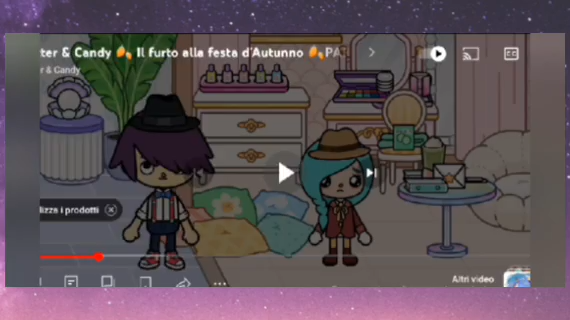 ter & Candy 🍂 Il furto alla festa d'Autunno 🍂 PA
r & Candy
lizza i prodotti
Altri video